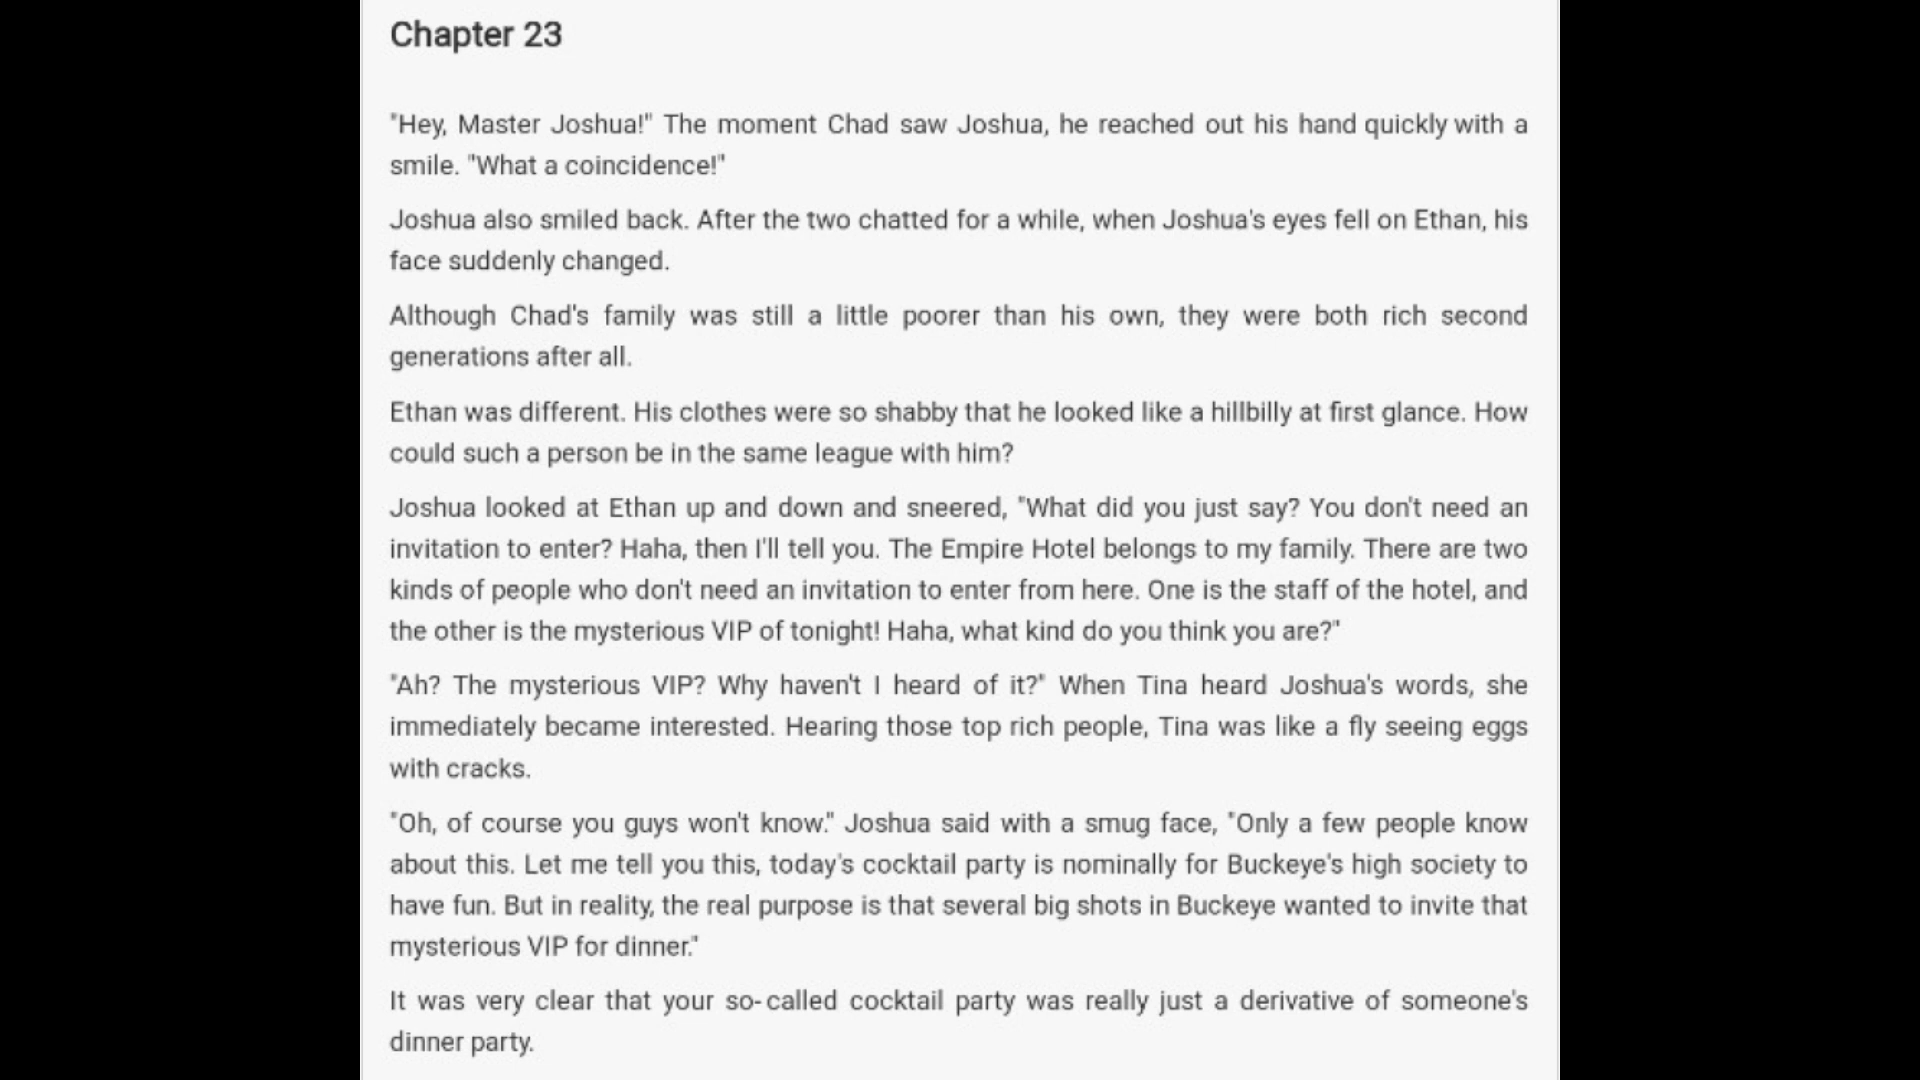 Chapter 23
"Hey, Master Joshua!" The moment Chad saw Joshua, he reached out his hand quickly with a
smile. "What a coincidence!"
Joshua also smiled back. After the two chatted for a while, when Joshua's eyes fell on Ethan, his
face suddenly changed.
Although Chad's family was still a little poorer than his own, they were both rich second
generations after all.
Ethan was different. His clothes were so shabby that he looked like a hillbilly at first glance. How
could such a person be in the same league with him?
Joshua looked at Ethan up and down and sneered, "What did you just say? You don't need an
invitation to enter? Haha, then I'll tell you. The Empire Hotel belongs to my family. There are two
kinds of people who don't need an invitation to enter from here. One is the staff of the hotel, and
the other is the mysterious VIP of tonight! Haha, what kind do you think you are?"
"Ah? The mysterious VIP? Why haven't I heard of it?" When Tina heard Joshua's words, she
immediately became interested. Hearing those top rich people, Tina was like a fly seeing eggs
with cracks.
"Oh, of course you guys won't know." Joshua said with a smug face, "Only a few people know
about this. Let me tell you this, today's cocktail party is nominally for Buckeye's high society to
have fun. But in reality, the real purpose is that several big shots in Buckeye wanted to invite that
mysterious VIP for dinner."
It was very clear that your so-called cocktail party was really just a derivative of someone's
dinner party.